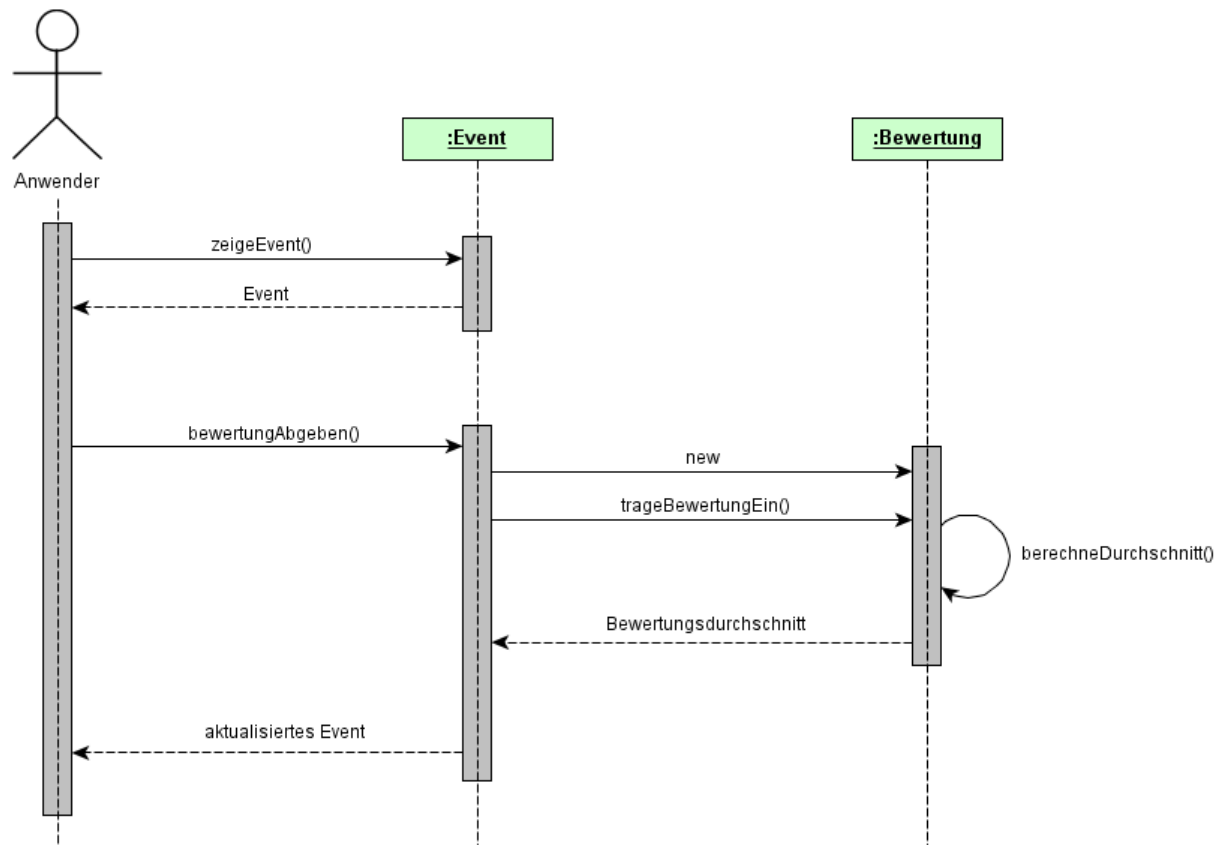 :Event
:Bewertung
Anwender
zeigeEvent()
Event
bewertungAbgeben()
new
trageBewertungEin()
berechneDurchschnitt()
Bewertungsdurchschnitt
aktualisiertes Event